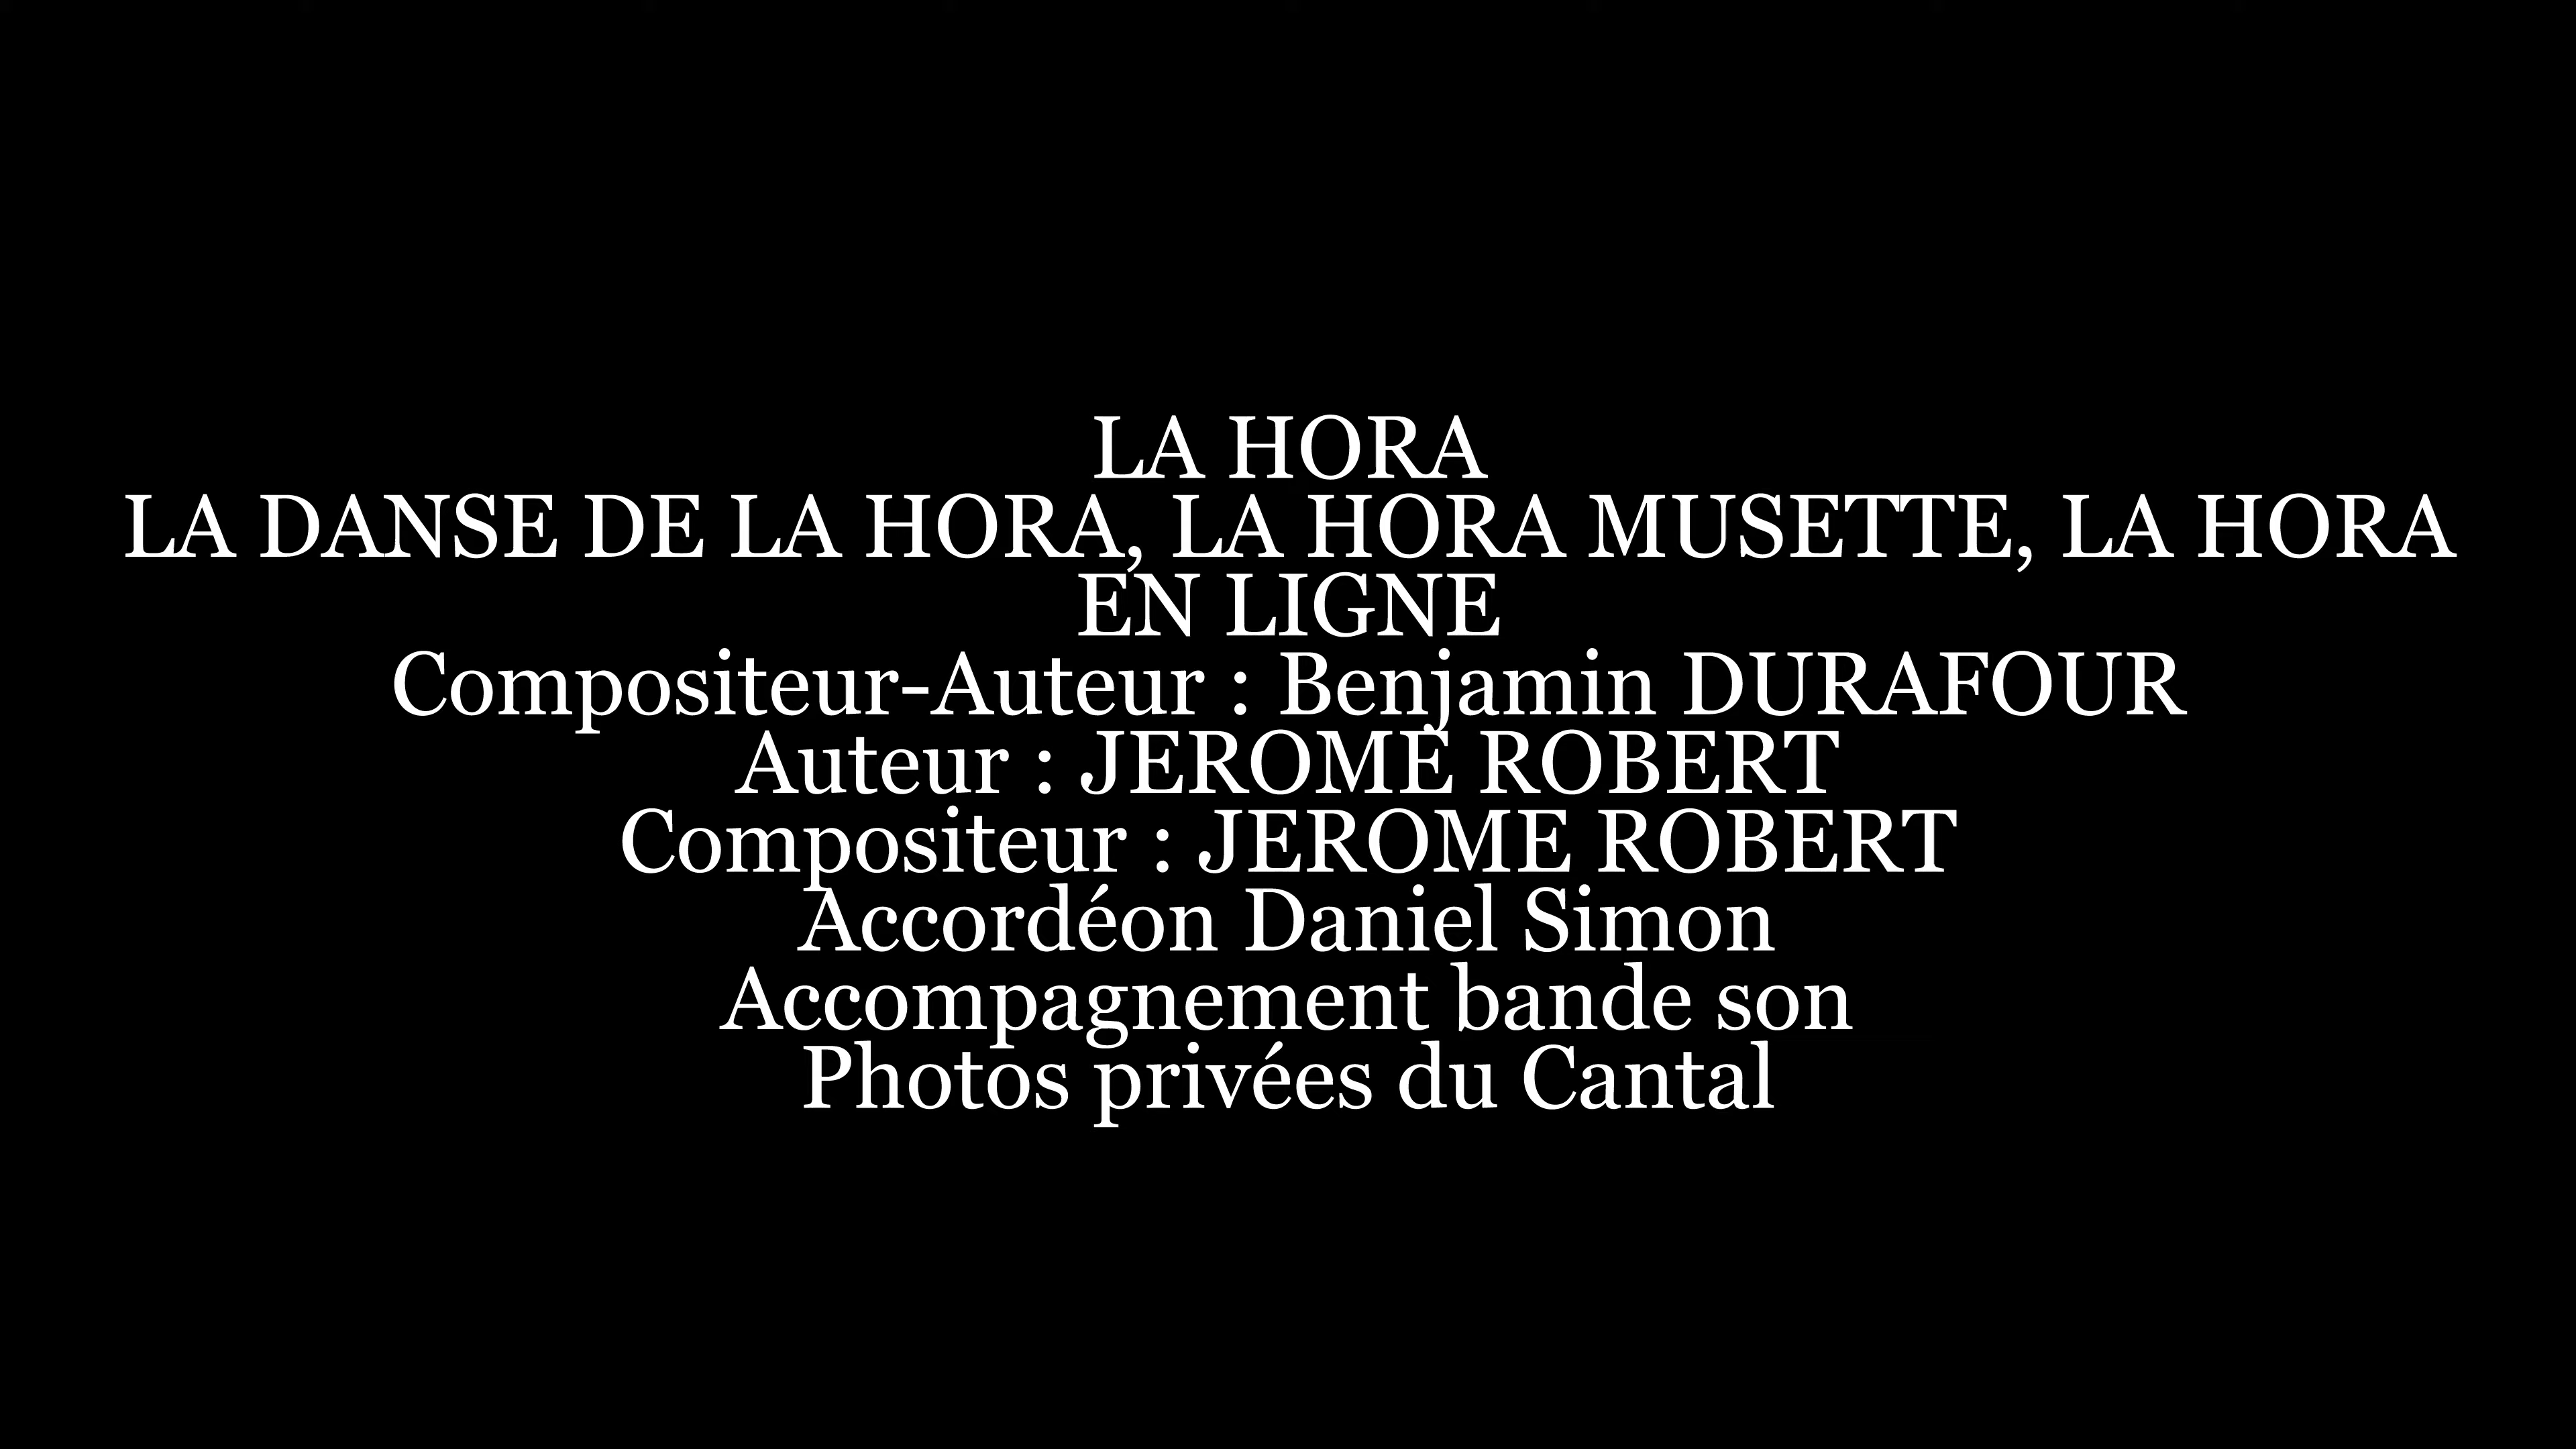 LA HORA
LA DANSE DE LA HORA, LA HORA MUSETTE, LA HORA
EN LIGNE
Compositeur-Auteur : Benjamin DURAFOUR
Auteur : JEROME ROBERT
Compositeur : JEROME ROBERT
Accordéon Daniel Simon
Accompagnement bande son
Photos privées du Cantal